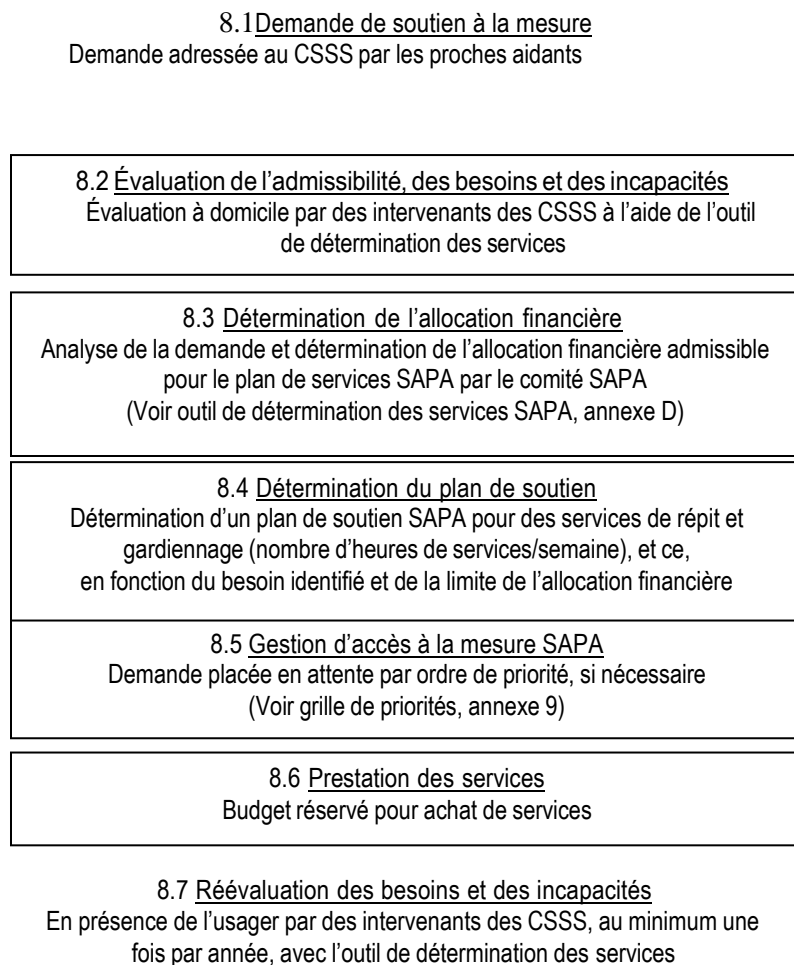 8.1Demande de soutien à la mesure
Demande adressée au CSSS par les proches aidants
8.2 Évaluation de l’admissibilité, des besoins et des incapacités
Évaluation à domicile par des intervenants des CSSS à l’aide de l’outil
de détermination des services
8.3 Détermination de l’allocation financière
Analyse de la demande et détermination de l’allocation financière admissible
pour le plan de services SAPA par le comité SAPA
(Voir outil de détermination des services SAPA, annexe D)
8.4 Détermination du plan de soutien
Détermination d’un plan de soutien SAPA pour des services de répit et
gardiennage (nombre d’heures de services/semaine), et ce,
en fonction du besoin identifié et de la limite de l’allocation financière
8.5 Gestion d’accès à la mesure SAPA
Demande placée en attente par ordre de priorité, si nécessaire
(Voir grille de priorités, annexe 9)
8.6 Prestation des services
Budget réservé pour achat de services
8.7 Réévaluation des besoins et des incapacités
En présence de l’usager par des intervenants des CSSS, au minimum une
fois par année, avec l’outil de détermination des services